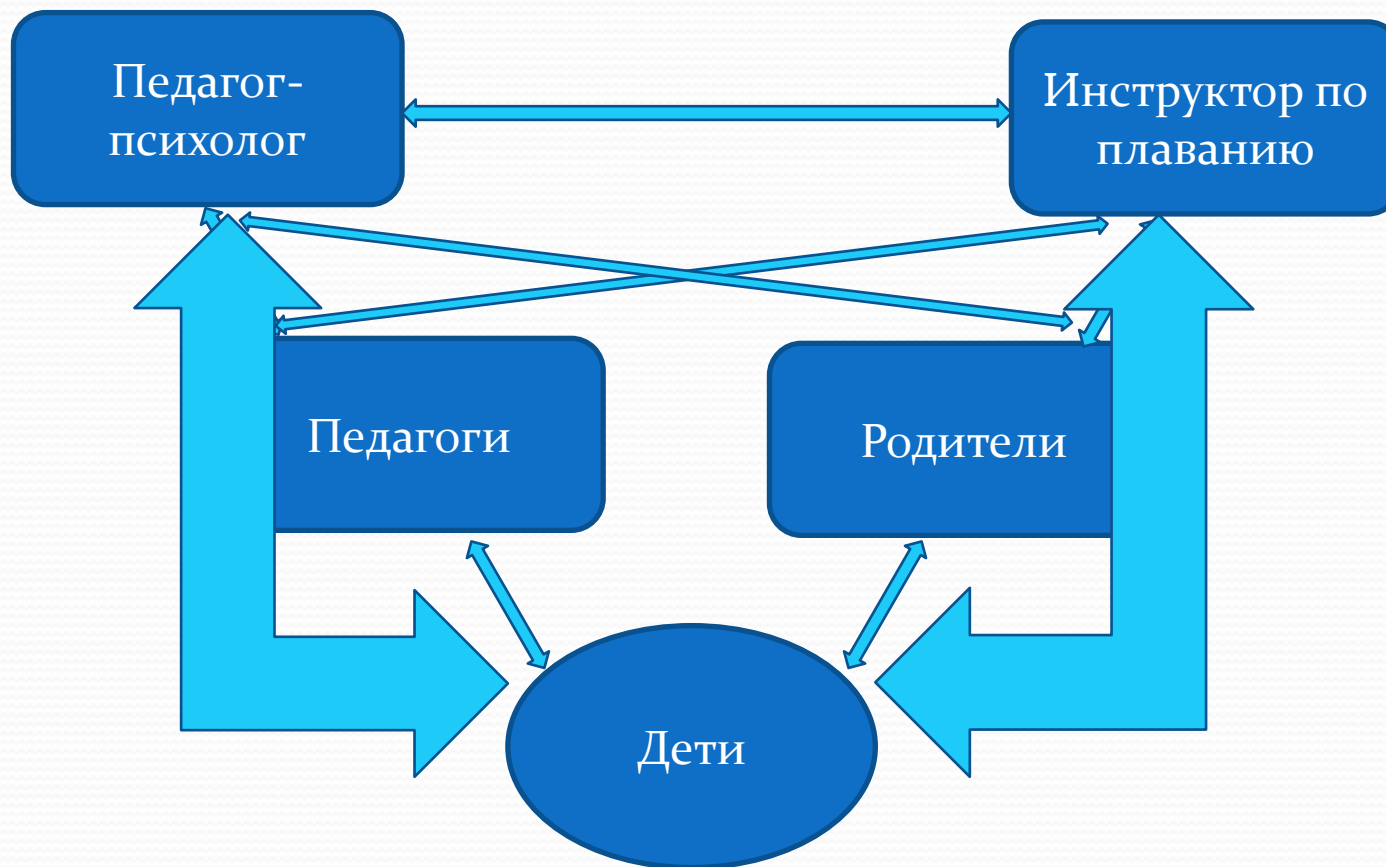 Педагог-
психолог
Инструктор по
плаванию
Педагоги
Родители
Дети